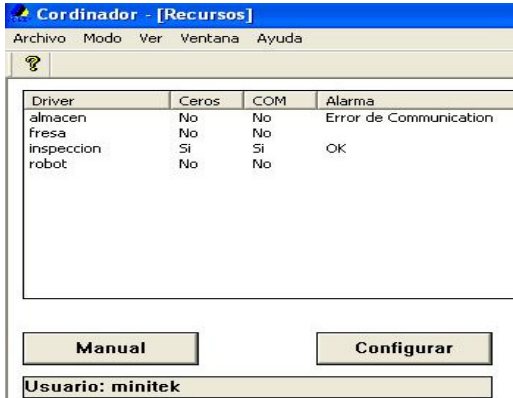 Cordinador - [Recursos]
Archivo Modo Ver Ventana Ayuda
Driver Ceros COM Alarma
almacen No No Error de Communication
fresa No No
inspeccion Si Si OK
robot No No
Manual Configurar
Usuario: minitek